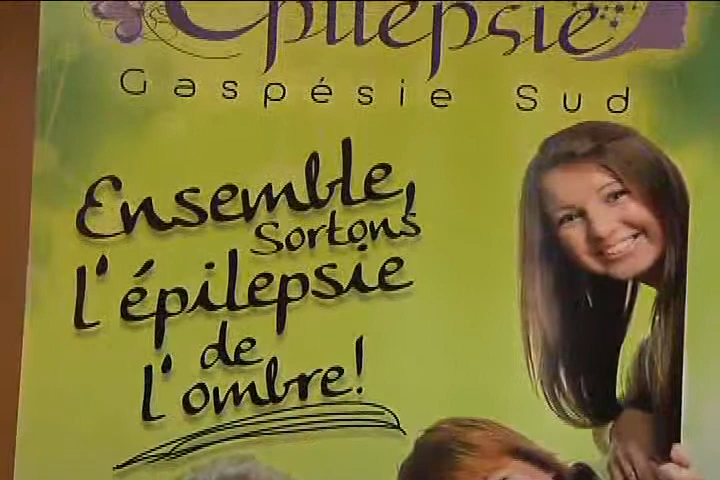 Épilepsie
Gaspésie Sud
Ensemble,
Sortons
l'épilepsie
de
l'ombre!